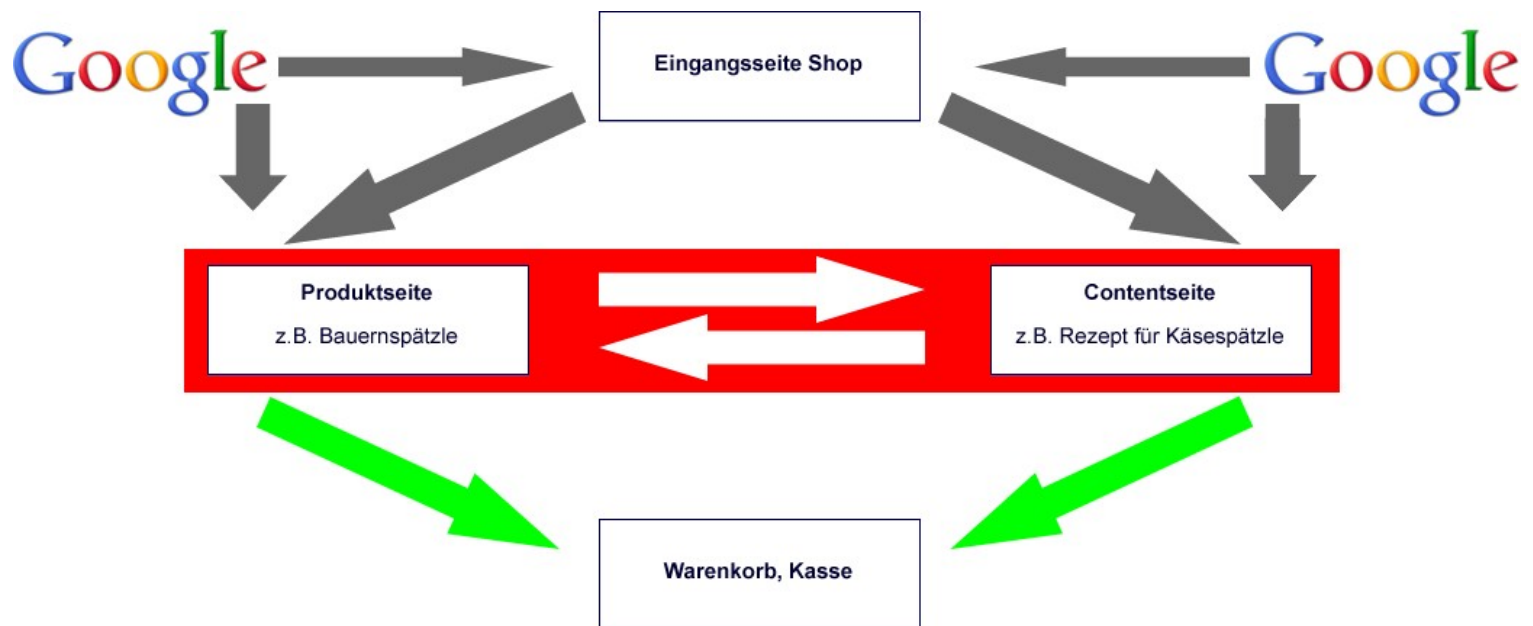 Google
Eingangsseite Shop
Google
Produktseite
z.B. Bauernspätzle
Contentseite
z.B. Rezept für Käsespätzle
Warenkorb, Kasse